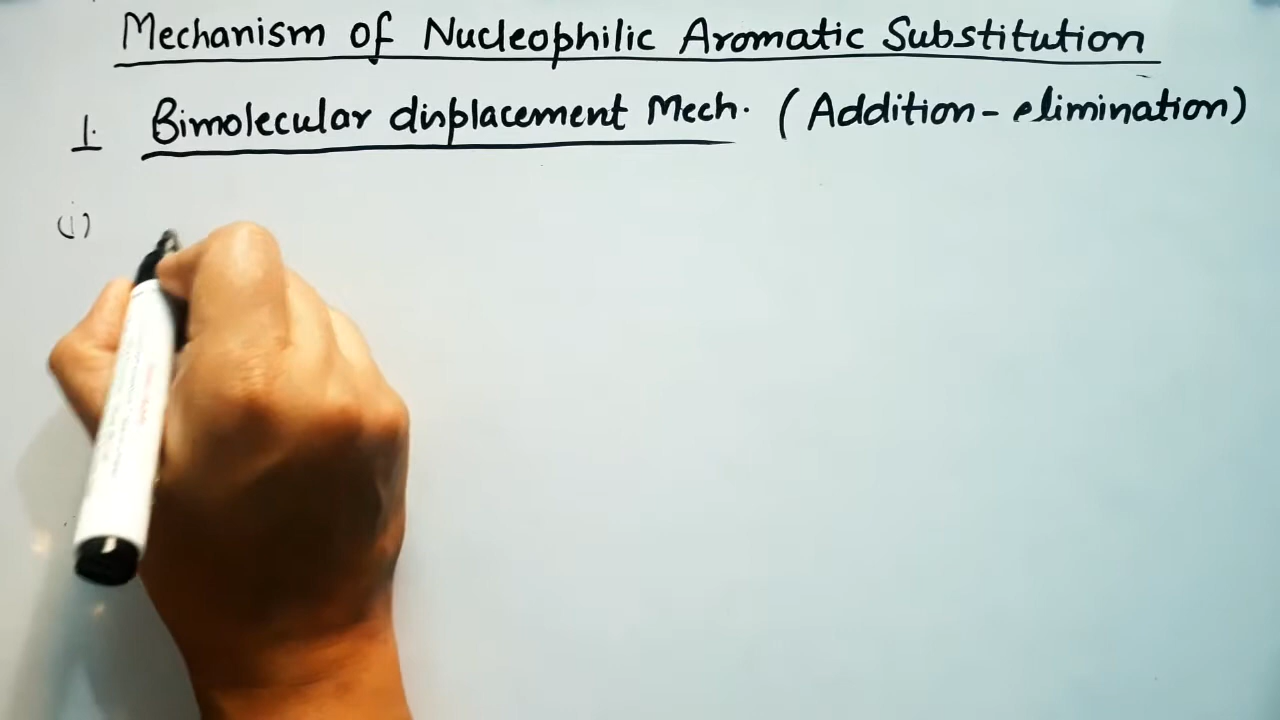 Mechanism of Nucleophilic Aromatic Substitution
1. Bimolecular displacement Mech. (Addition-elimination)
(i)